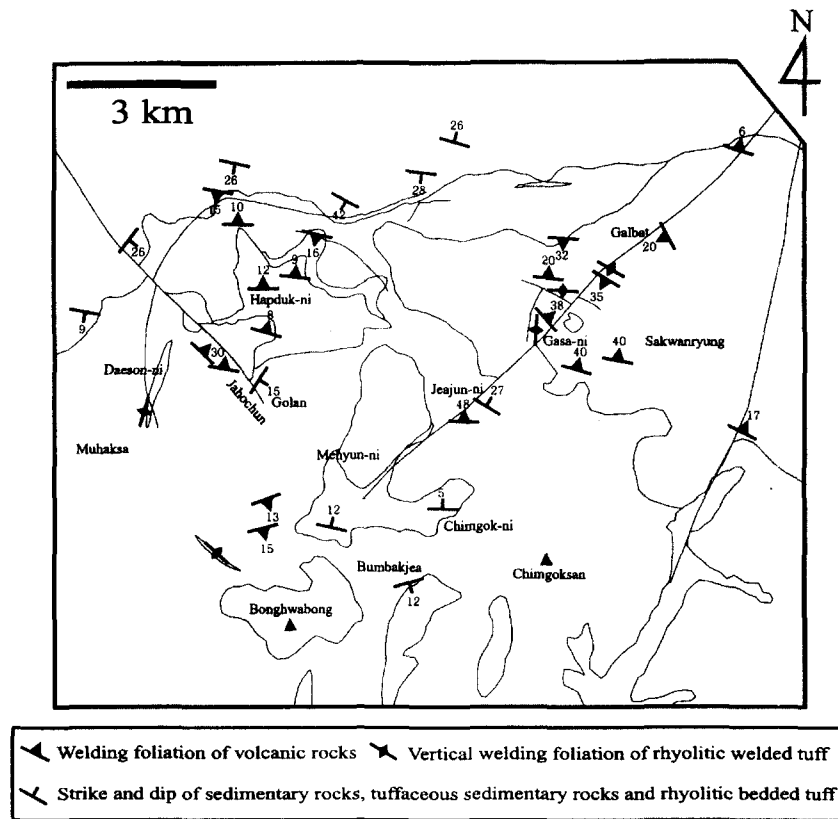 N
3 km
26
6
26
28
15
10
42
Galbat
26
16
32
20
9
20
12
Hapduk-ni
35
9
8
38
Gasa-ni
Sakwanryung
30
40
40
Daeson-ni
Jabochun
15
Golan
Jeajun-ni
27
48
17
Muhaksa
Mehyun-ni
5
12
13
Chimgok-ni
15
Bumbakjea
Chimgoksan
12
Bonghwabong
Welding foliation of volcanic rocks Vertical welding foliation of rhyolitic welded tuff
Strike and dip of sedimentary rocks, tuffaceous sedimentary rocks and rhyolitic bedded tuff